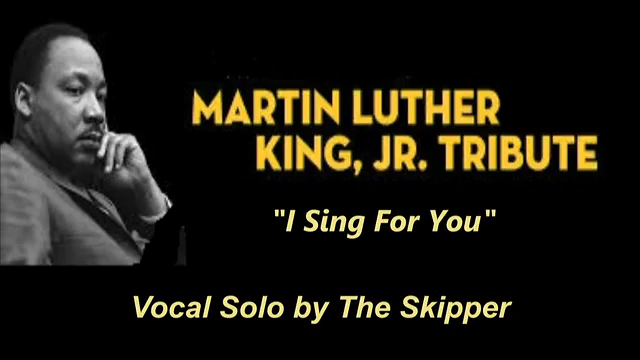 MARTIN LUTHER
KING, JR. TRIBUTE
"I Sing For You"
Vocal Solo by The Skipper